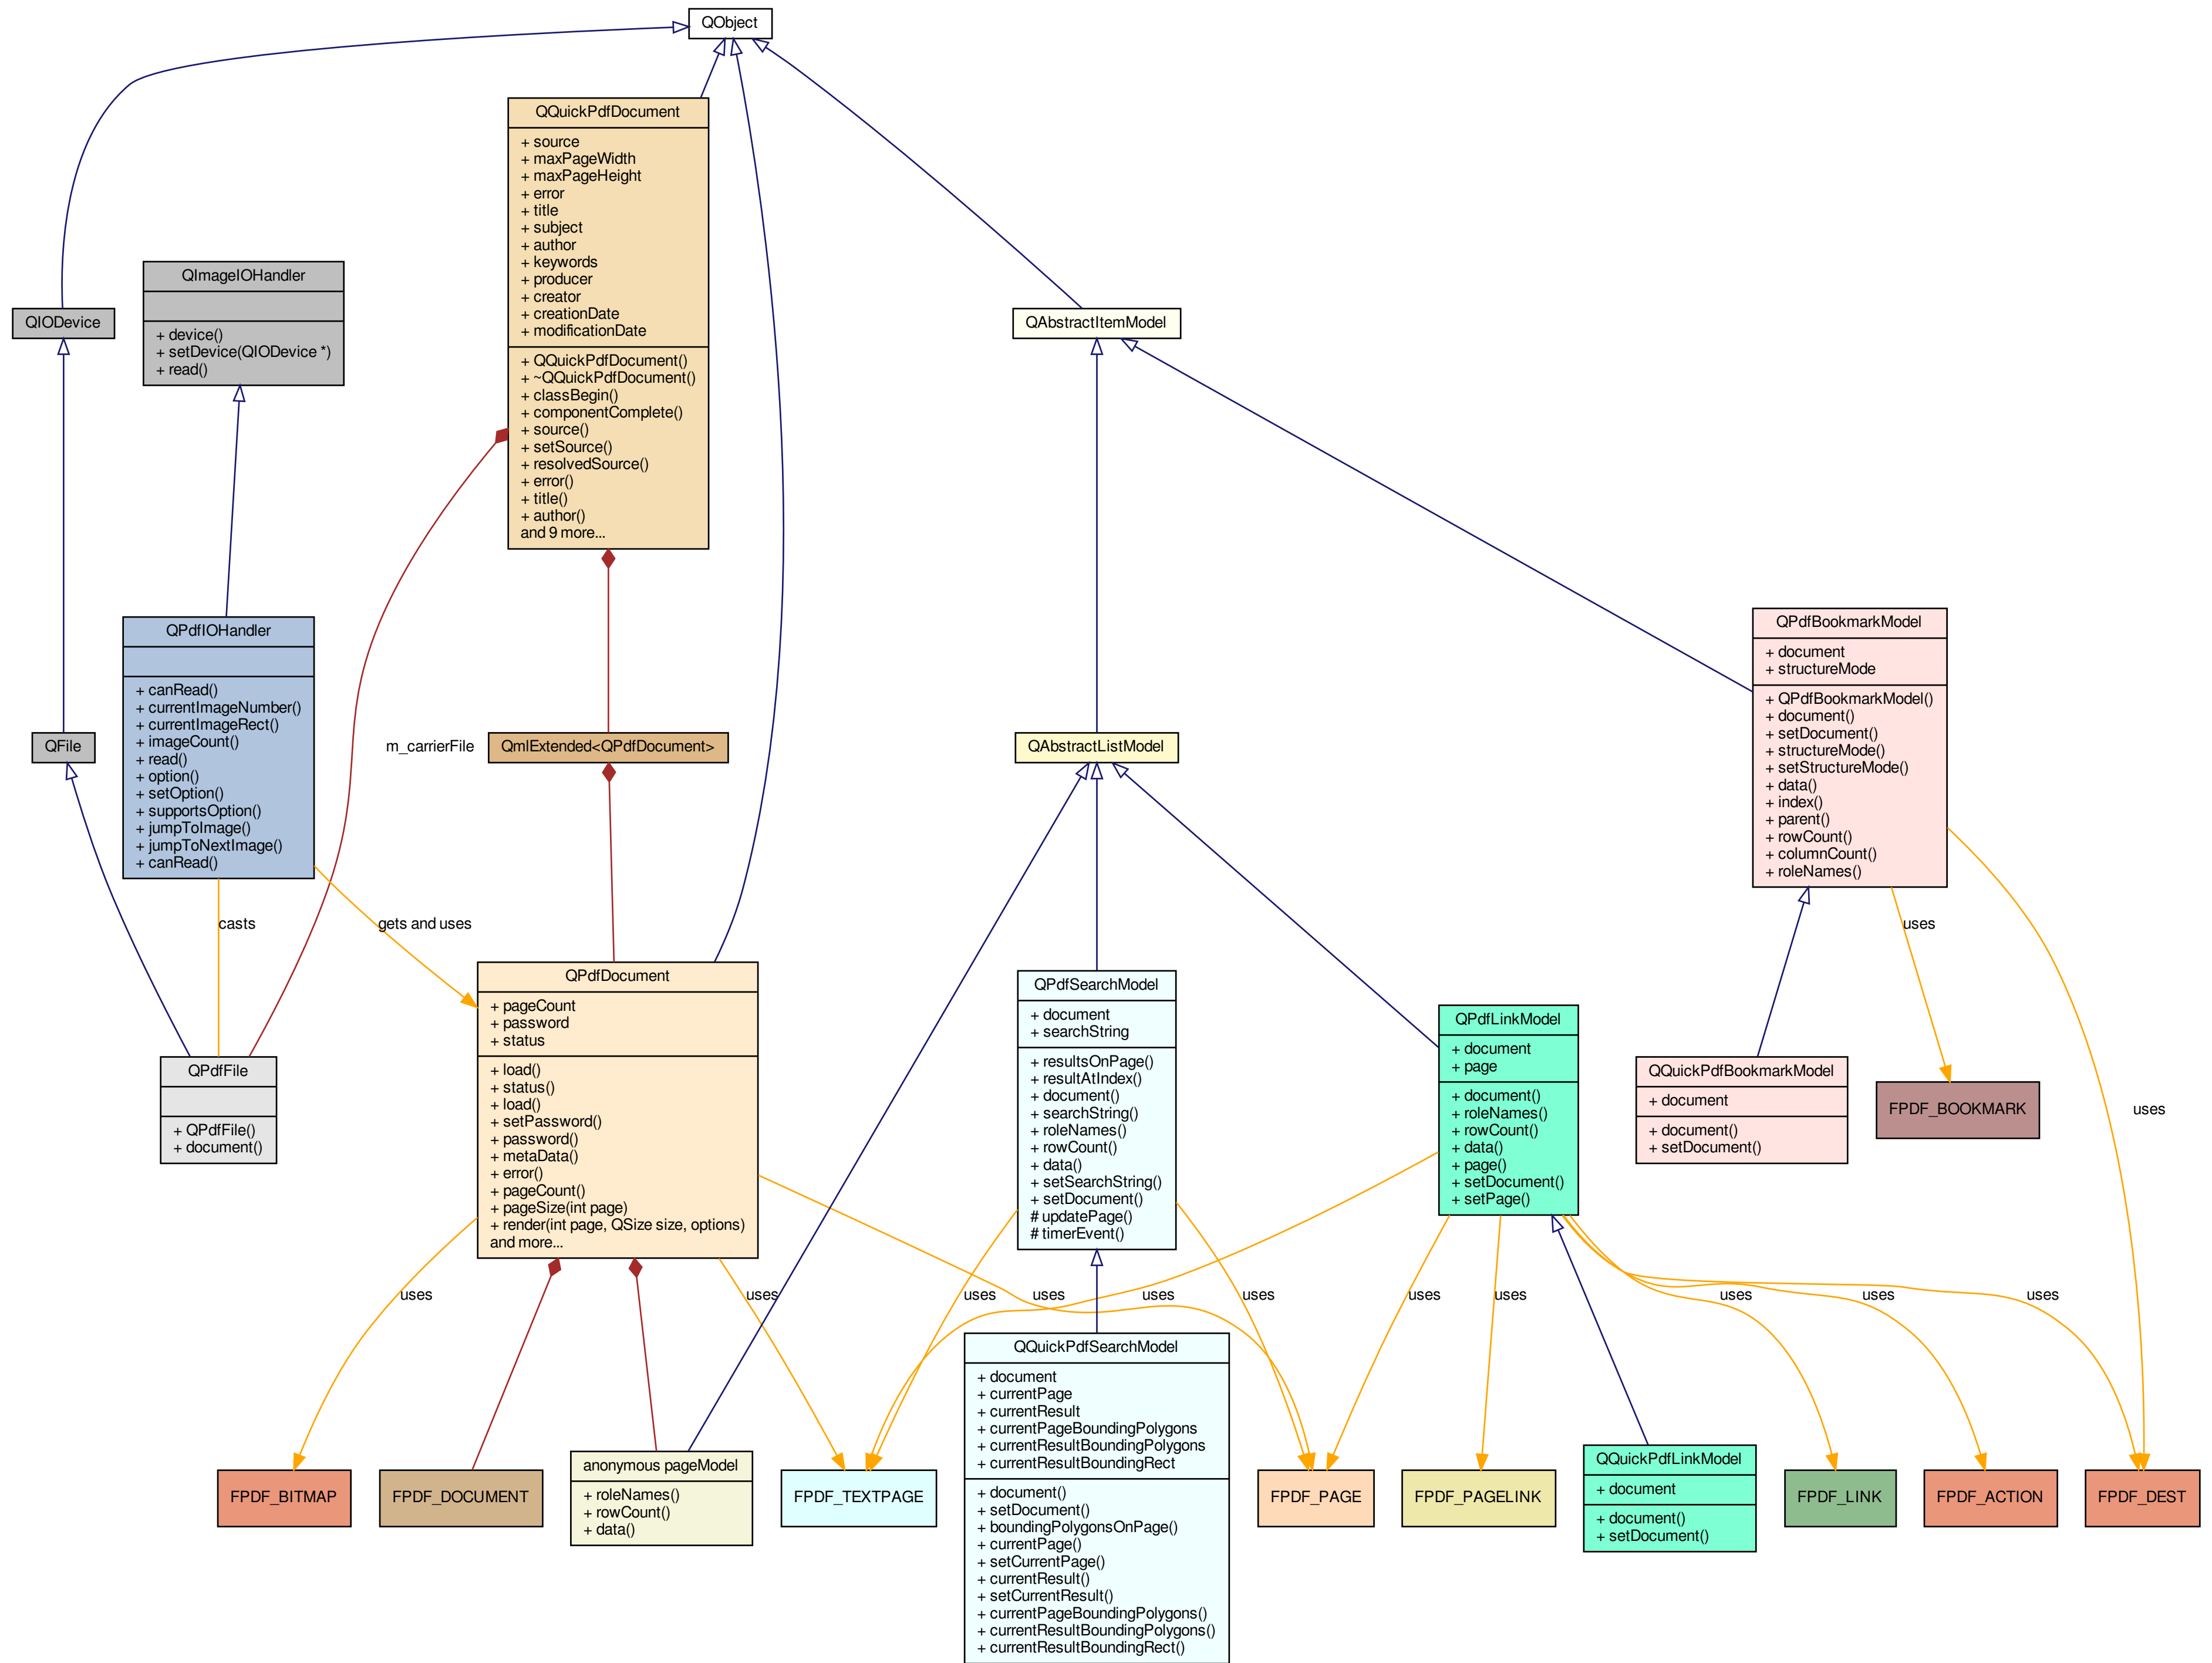 QObject
QQuickPdfDocument
+ source
+ maxPageWidth
+ maxPageHeight
+ error
+ title
+ subject
+ author
+ keywords
+ producer
+ creator
+ creationDate
+ modificationDate
+ QQuickPdfDocument()
+ ~QQuickPdfDocument()
+ classBegin()
+ componentComplete()
+ source()
+ setSource()
+ resolvedSource()
+ error()
+ title()
+ author()
and 9 more...
QImageIOHandler
+ device()
+ setDevice(QIODevice *)
+ read()
QIODevice
QAbstractItemModel
QPdfIOHandler
+ canRead()
+ currentImageNumber()
+ currentImageRect()
+ imageCount()
+ read()
+ option()
+ setOption()
+ supportsOption()
+ jumpToImage()
+ jumpToNextImage()
+ canRead()
QFile
m_carrierFile
QmlExtended<QPdfDocument>
QAbstractListModel
QPdfBookmarkModel
+ document
+ structureMode
+ QPdfBookmarkModel()
+ document()
+ setDocument()
+ structureMode()
+ setStructureMode()
+ data()
+ index()
+ parent()
+ rowCount()
+ columnCount()
+ roleNames()
casts
gets and uses
uses
QPdfFile
+ QPdfFile()
+ document()
QPdfDocument
+ pageCount
+ password
+ status
+ load()
+ status()
+ load()
+ setPassword()
+ password()
+ metaData()
+ error()
+ pageCount()
+ pageSize(int page)
+ render(int page, QSize size, options)
and more...
QPdfSearchModel
+ document
+ searchString
+ resultsOnPage()
+ resultAtIndex()
+ document()
+ searchString()
+ roleNames()
+ rowCount()
+ data()
+ setSearchString()
+ setDocument()
# updatePage()
# timerEvent()
QPdfLinkModel
+ document
+ page
+ document()
+ roleNames()
+ rowCount()
+ data()
+ page()
+ setDocument()
+ setPage()
QQuickPdfBookmarkModel
+ document
+ document()
+ setDocument()
FPDF_BOOKMARK
uses
uses
uses
uses
uses
uses
uses
uses
uses
uses
uses
uses
uses
FPDF_BITMAP
FPDF_DOCUMENT
anonymous pageModel
+ roleNames()
+ rowCount()
+ data()
FPDF_TEXTPAGE
QQuickPdfSearchModel
+ document
+ currentPage
+ currentResult
+ currentPageBoundingPolygons
+ currentResultBoundingPolygons
+ currentResultBoundingRect
+ document()
+ setDocument()
+ boundingPolygonsOnPage()
+ currentPage()
+ setCurrentPage()
+ currentResult()
+ setCurrentResult()
+ currentPageBoundingPolygons()
+ currentResultBoundingPolygons()
+ currentResultBoundingRect()
FPDF_PAGE
FPDF_PAGELINK
QQuickPdfLinkModel
+ document
+ document()
+ setDocument()
FPDF_LINK
FPDF_ACTION
FPDF_DEST